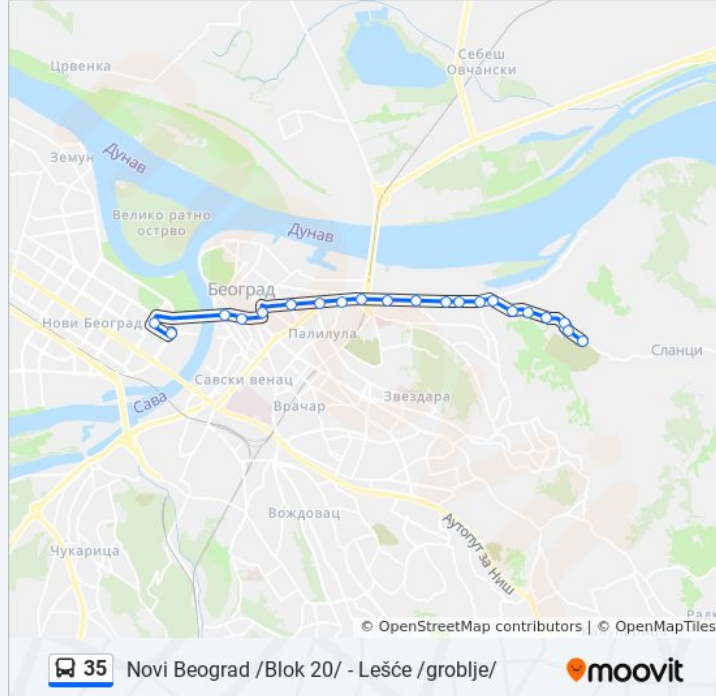 Црвенка
Себеш
Овчански
Дунав
Земун
Велико ратно
острво
Дунав
Београд
Нови Београд
Палилула
Сланци
Савски венац
Сава
Врачар
Звездара
Вождовац
Аутопут за Ниш
Чукарица
© OpenStreetMap contributors | © OpenMapTiles
35 Novi Beograd /Blok 20/ - Lešće /groblje/
moovit